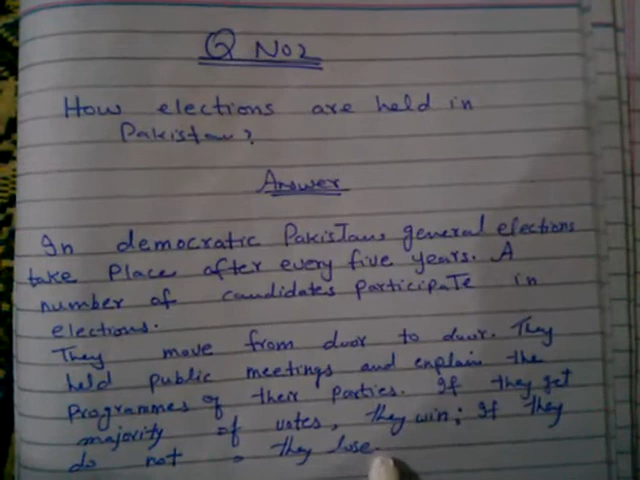 Q No2
How elections are held in
Pakistan?
Answer
In democratic Pakistan general elections
take Place after every five years. A
number of candidates participate in
elections.
They move from door to door. They
held public meetings and explain the
Programmes of their parties. If they get
majority of votes, they win; if they
do not, they lose.